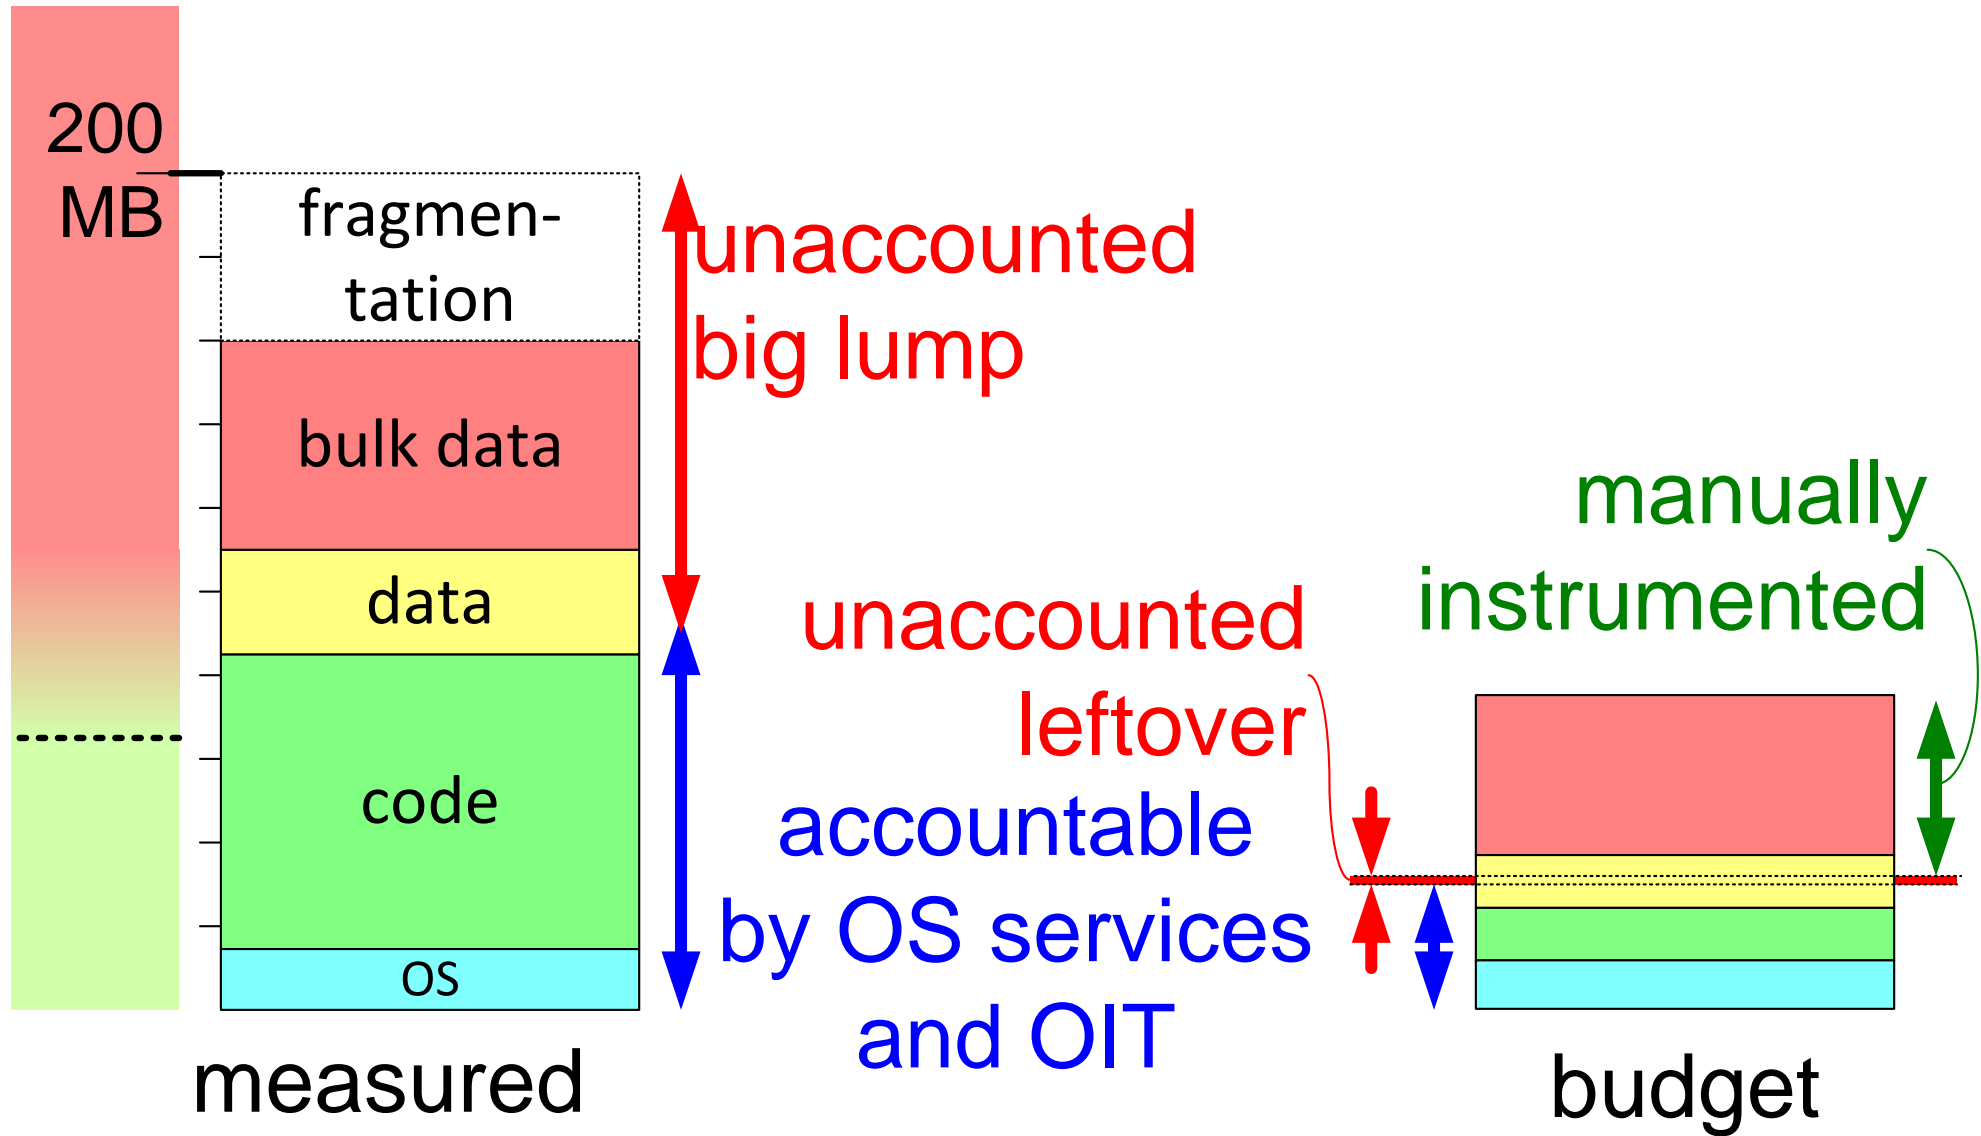 200
MB
fragmen-
tation
bulk data
data
code
OS
measured
unaccounted
big lump
unaccounted
leftover
accountable
by OS services
and OIT
manually
instrumented
budget